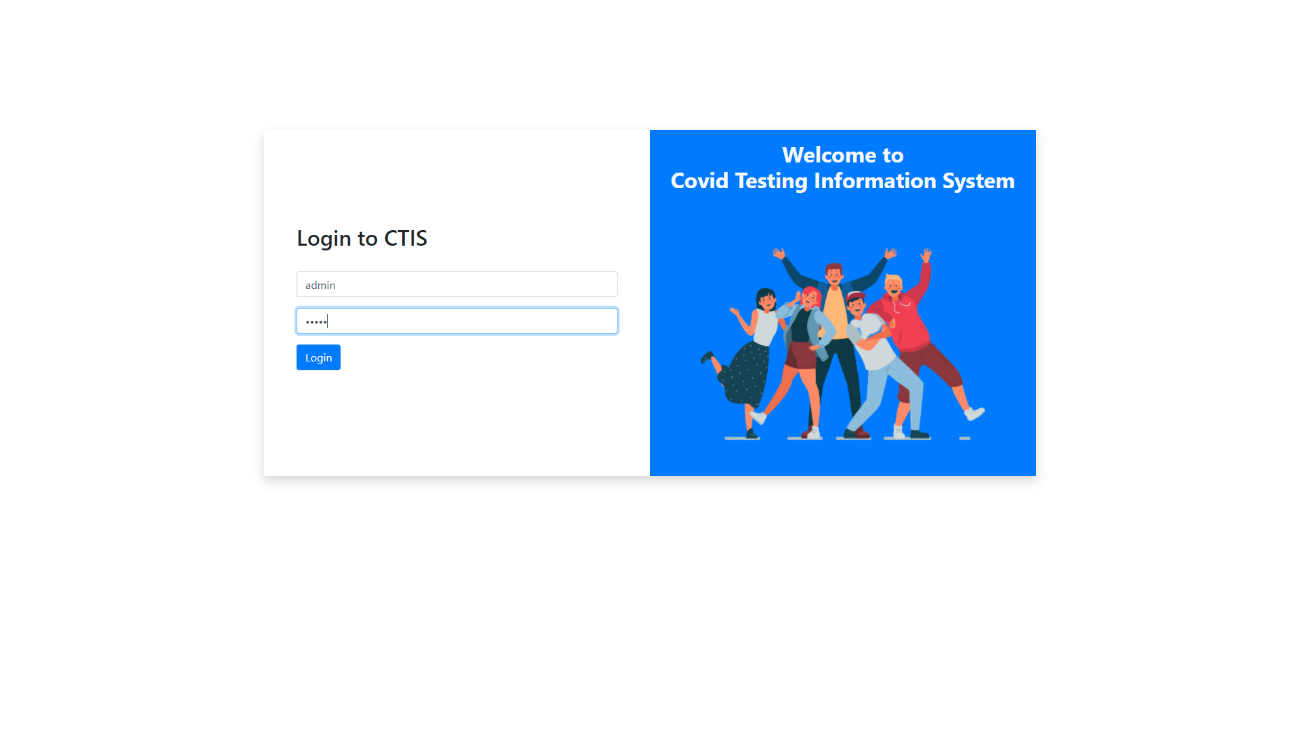 Welcome to
Covid Testing Information System
Login to CTIS
admin
•••••
Login